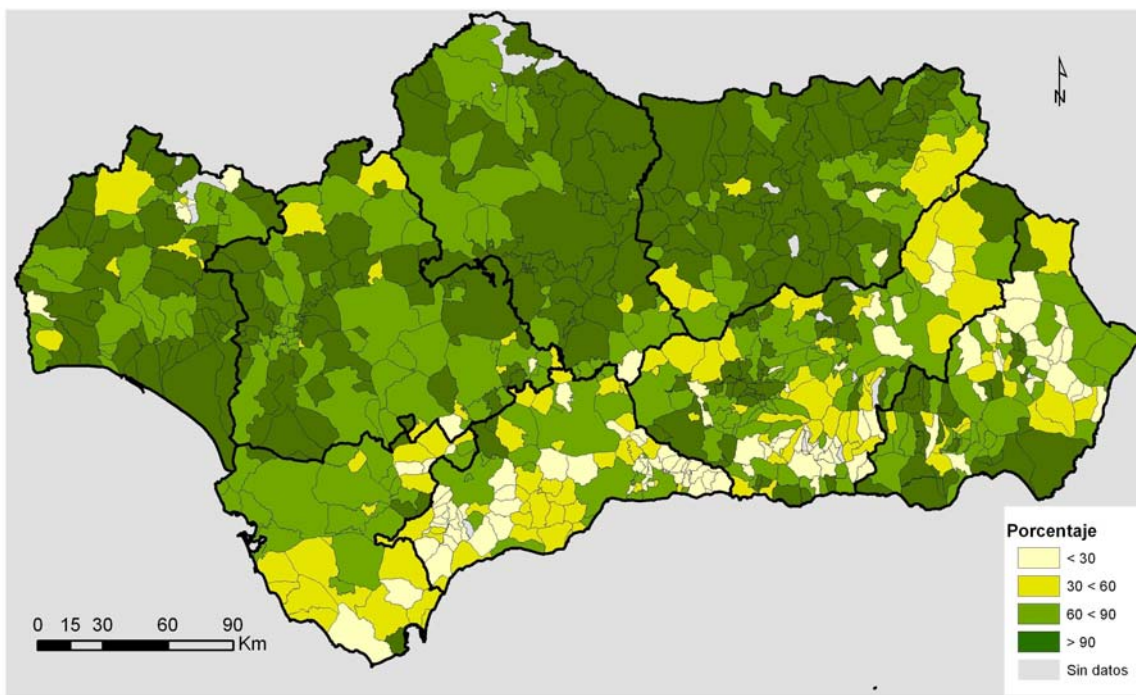 N
Porcentaje
< 30
30 < 60
60 < 90
> 90
Sin datos
0 15 30 60 90
Km